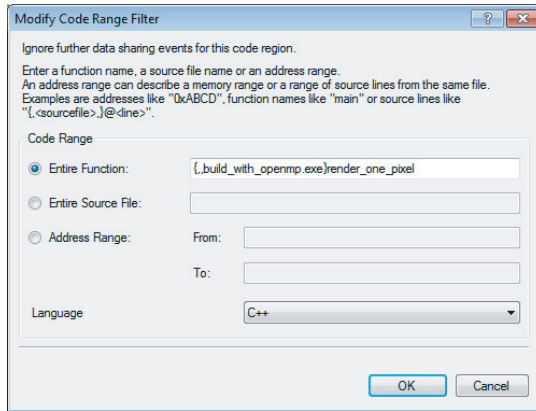 Modify Code Range Filter
Ignore further data sharing events for this code region.
Enter a function name, a source file name or an address range.
An address range can describe a memory range or a range of source lines from the same file.
Examples are addresses like "0xABCD", function names like "main" or source lines like
"{,<sourcefile>,}@<line>".
Code Range
Entire Function: {,,build_with_openmp.exe}render_one_pixel
Entire Source File:
Address Range: From:
To:
Language C++
OK Cancel